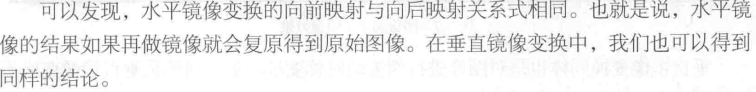 可以发现，水平镜像变换的向前映射与向后映射关系式相同。也就是说，水平镜
像的结果如果再做镜像就会复原得到原始图像。在垂直镜像变换中，我们也可以得到
同样的结论。